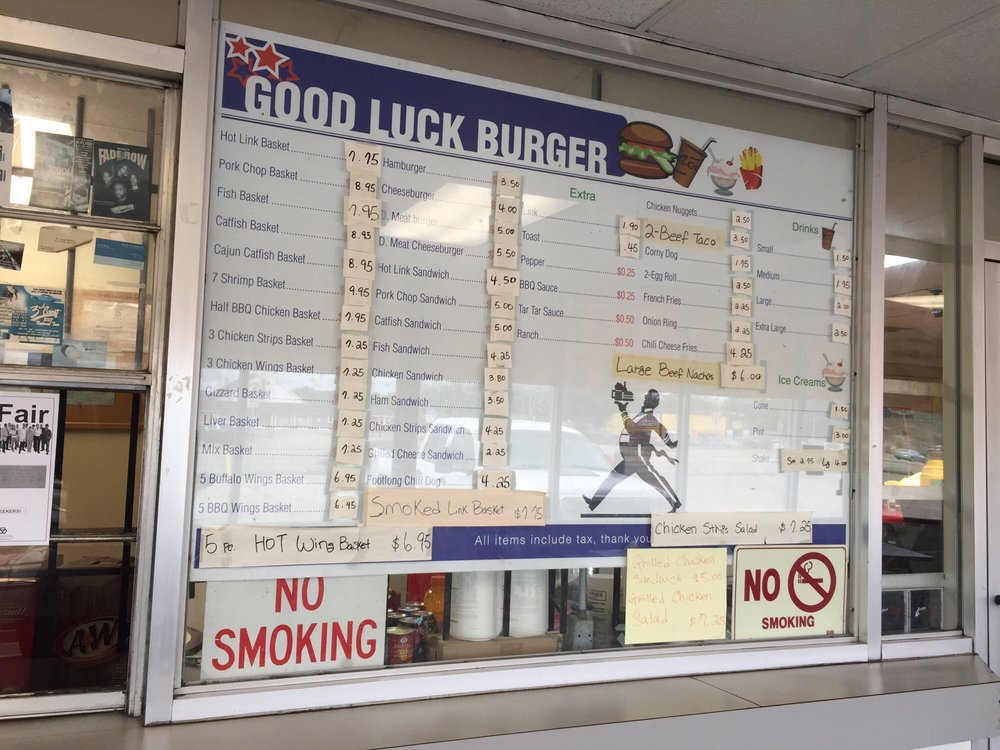 GOOD LUCK BURGER
Hot Link Basket 7.75
Pork Chop Basket 8.95
Fish Basket 7.95
Catfish Basket 8.95
Cajun Catfish Basket 8.95
7 Shrimp Basket 9.95
Half BBQ Chicken Basket 7.95
3 Chicken Strips Basket 7.25
3 Chicken Wings Basket 7.25
Gizzard Basket 7.25
Liver Basket 7.25
Mix Basket 7.25
5 Buffalo Wings Basket 6.95
5 BBQ Wings Basket 6.95
Hamburger 3.50
Cheeseburger 4.00
D. Meat burger 5.00
D. Meat Cheeseburger 5.50
Hot Link Sandwich 4.50
Pork Chop Sandwich 5.00
Catfish Sandwich 5.00
Fish Sandwich 4.25
Chicken Sandwich 3.80
Ham Sandwich 3.50
Chicken Strips Sandwich 4.25
Grilled Cheese Sandwich 2.25
Footlong Chili Dog 4.25
Smoked Link Basket $7.75
Extra
Link 1.90
Toast .45
Pepper $0.25
BBQ Sauce $0.25
Tar Tar Sauce $0.50
Ranch $0.50
Chicken Nuggets 2.50
2-Beef Taco 3.50
Corny Dog 1.75
2-Egg Roll 2.50
French Fries 2.25
Onion Ring 2.25
Chili Cheese Fries 4.25
Large Beef Nachos $6.00
Drinks
Small 1.50
Medium 1.75
Large 2.00
Extra Large 2.50
Ice Creams
Cone 1.50
Pint 3.00
Shake Sm 2.75 Lg 4.00
5 pc. HOT Wing Basket $6.95
All items include tax, thank you
Chicken Strips Salad $7.25
Grilled Chicken
Sandwich $5.00
Grilled Chicken
Salad $7.25
NO
SMOKING
NO
SMOKING
FADE ROW
Fair
A&W